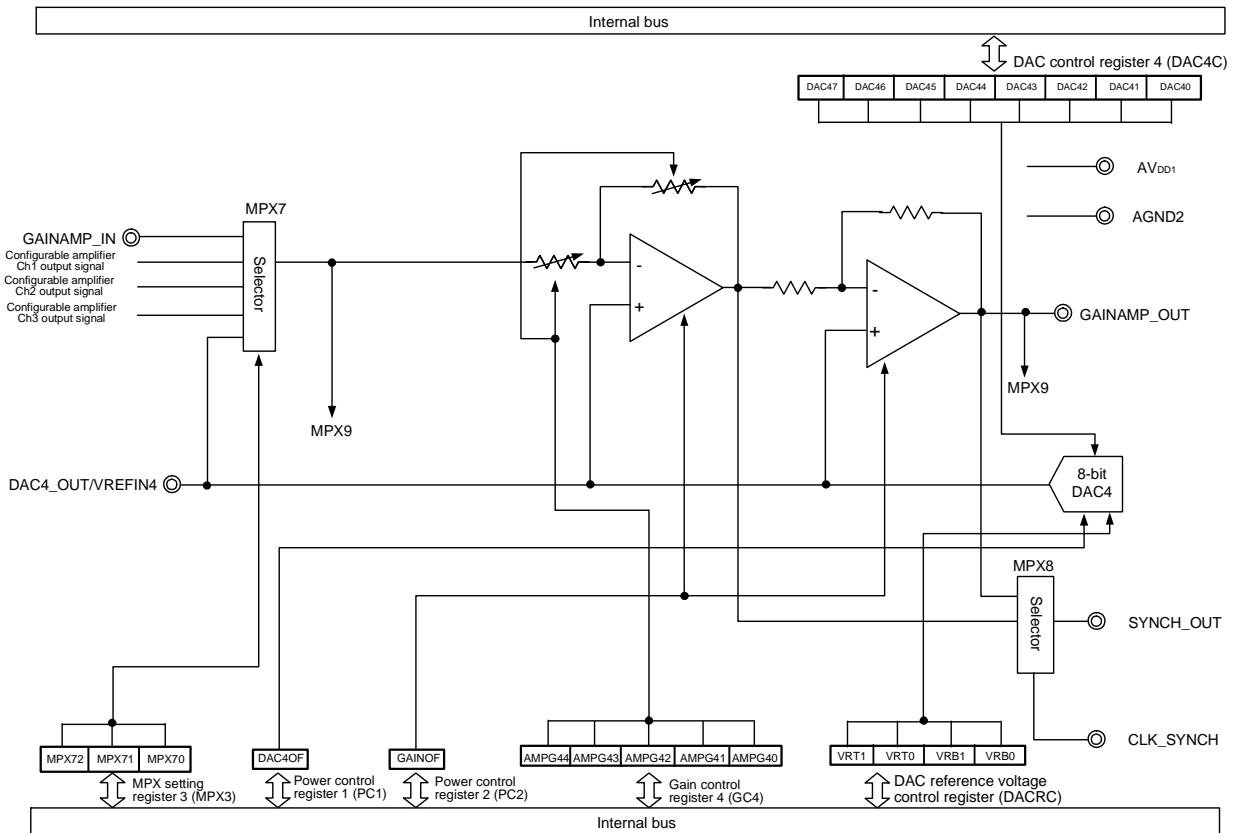 Internal bus
DAC control register 4 (DAC4C)
DAC47 DAC46 DAC45 DAC44 DAC43 DAC42 DAC41 DAC40
AVDD1
AGND2
MPX7
GAINAMP_IN
Configurable amplifier
Ch1 output signal
Configurable amplifier
Ch2 output signal
Configurable amplifier
Ch3 output signal
Selector
-
+
-
+
GAINAMP_OUT
MPX9
MPX9
DAC4_OUT/VREFIN4
8-bit
DAC4
MPX8
Selector
SYNCH_OUT
CLK_SYNCH
MPX72 MPX71 MPX70
DAC4OF
GAINOF
AMPG44 AMPG43 AMPG42 AMPG41 AMPG40
VRT1 VRT0 VRB1 VRB0
MPX setting
register 3 (MPX3)
Power control
register 1 (PC1)
Power control
register 2 (PC2)
Gain control
register 4 (GC4)
DAC reference voltage
control register (DACRC)
Internal bus